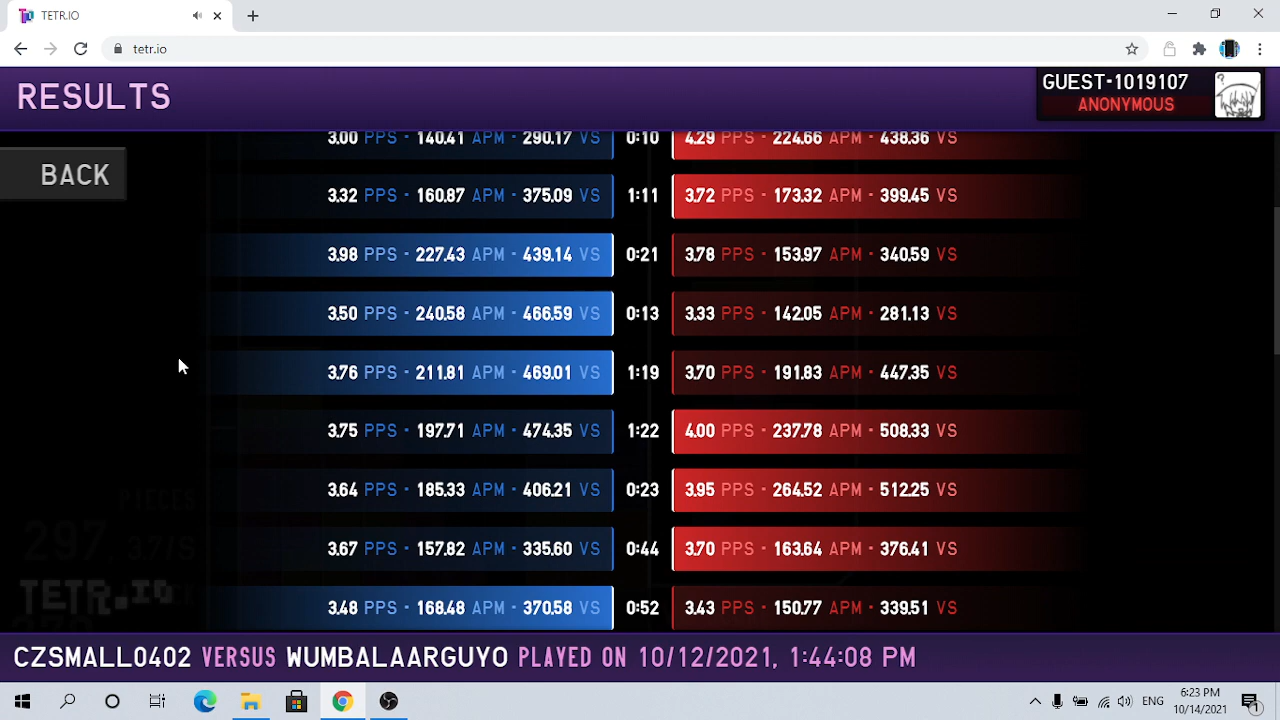 TETR.IO
tetr.io
RESULTS
GUEST-1019107
ANONYMOUS
BACK
3.00 PPS - 140.41 APM - 290.17 VS 0:10 4.29 PPS - 224.66 APM - 438.36 VS
3.32 PPS - 160.87 APM - 375.09 VS 1:11 3.72 PPS - 173.32 APM - 399.45 VS
3.98 PPS - 227.43 APM - 439.14 VS 0:21 3.78 PPS - 153.97 APM - 340.59 VS
3.50 PPS - 240.58 APM - 466.59 VS 0:13 3.33 PPS - 142.05 APM - 281.13 VS
3.76 PPS - 211.81 APM - 469.01 VS 1:19 3.70 PPS - 191.83 APM - 447.35 VS
3.75 PPS - 197.71 APM - 474.35 VS 1:22 4.00 PPS - 237.78 APM - 508.33 VS
3.64 PPS - 185.33 APM - 406.21 VS 0:23 3.95 PPS - 264.52 APM - 512.25 VS
3.67 PPS - 157.82 APM - 335.60 VS 0:44 3.70 PPS - 163.64 APM - 376.41 VS
3.48 PPS - 168.48 APM - 370.58 VS 0:52 3.43 PPS - 150.77 APM - 339.51 VS
PIECES
297
TETR.IO
CZSMALL0402 VERSUS WUMBALAARGUYO PLAYED ON 10/12/2021, 1:44:08 PM
ENG
6:23 PM
10/14/2021
1